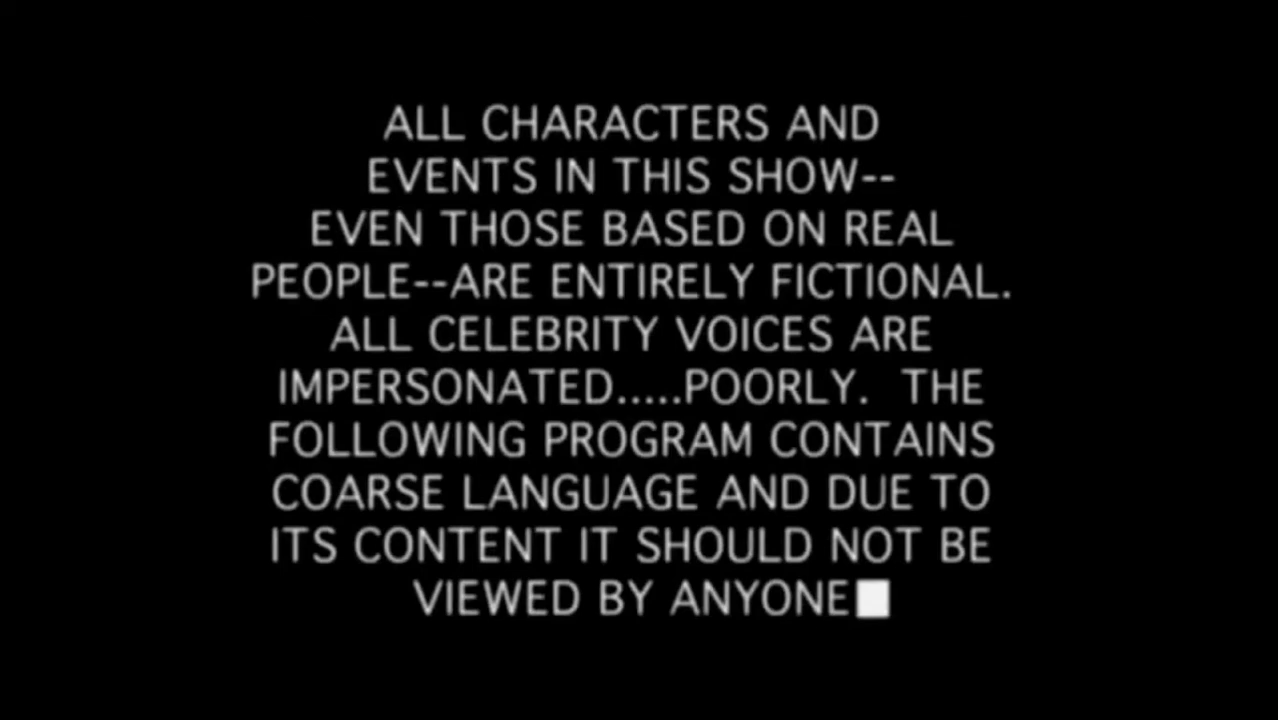 ALL CHARACTERS AND
EVENTS IN THIS SHOW--
EVEN THOSE BASED ON REAL
PEOPLE--ARE ENTIRELY FICTIONAL.
ALL CELEBRITY VOICES ARE
IMPERSONATED.....POORLY. THE
FOLLOWING PROGRAM CONTAINS
COARSE LANGUAGE AND DUE TO
ITS CONTENT IT SHOULD NOT BE
VIEWED BY ANYONE